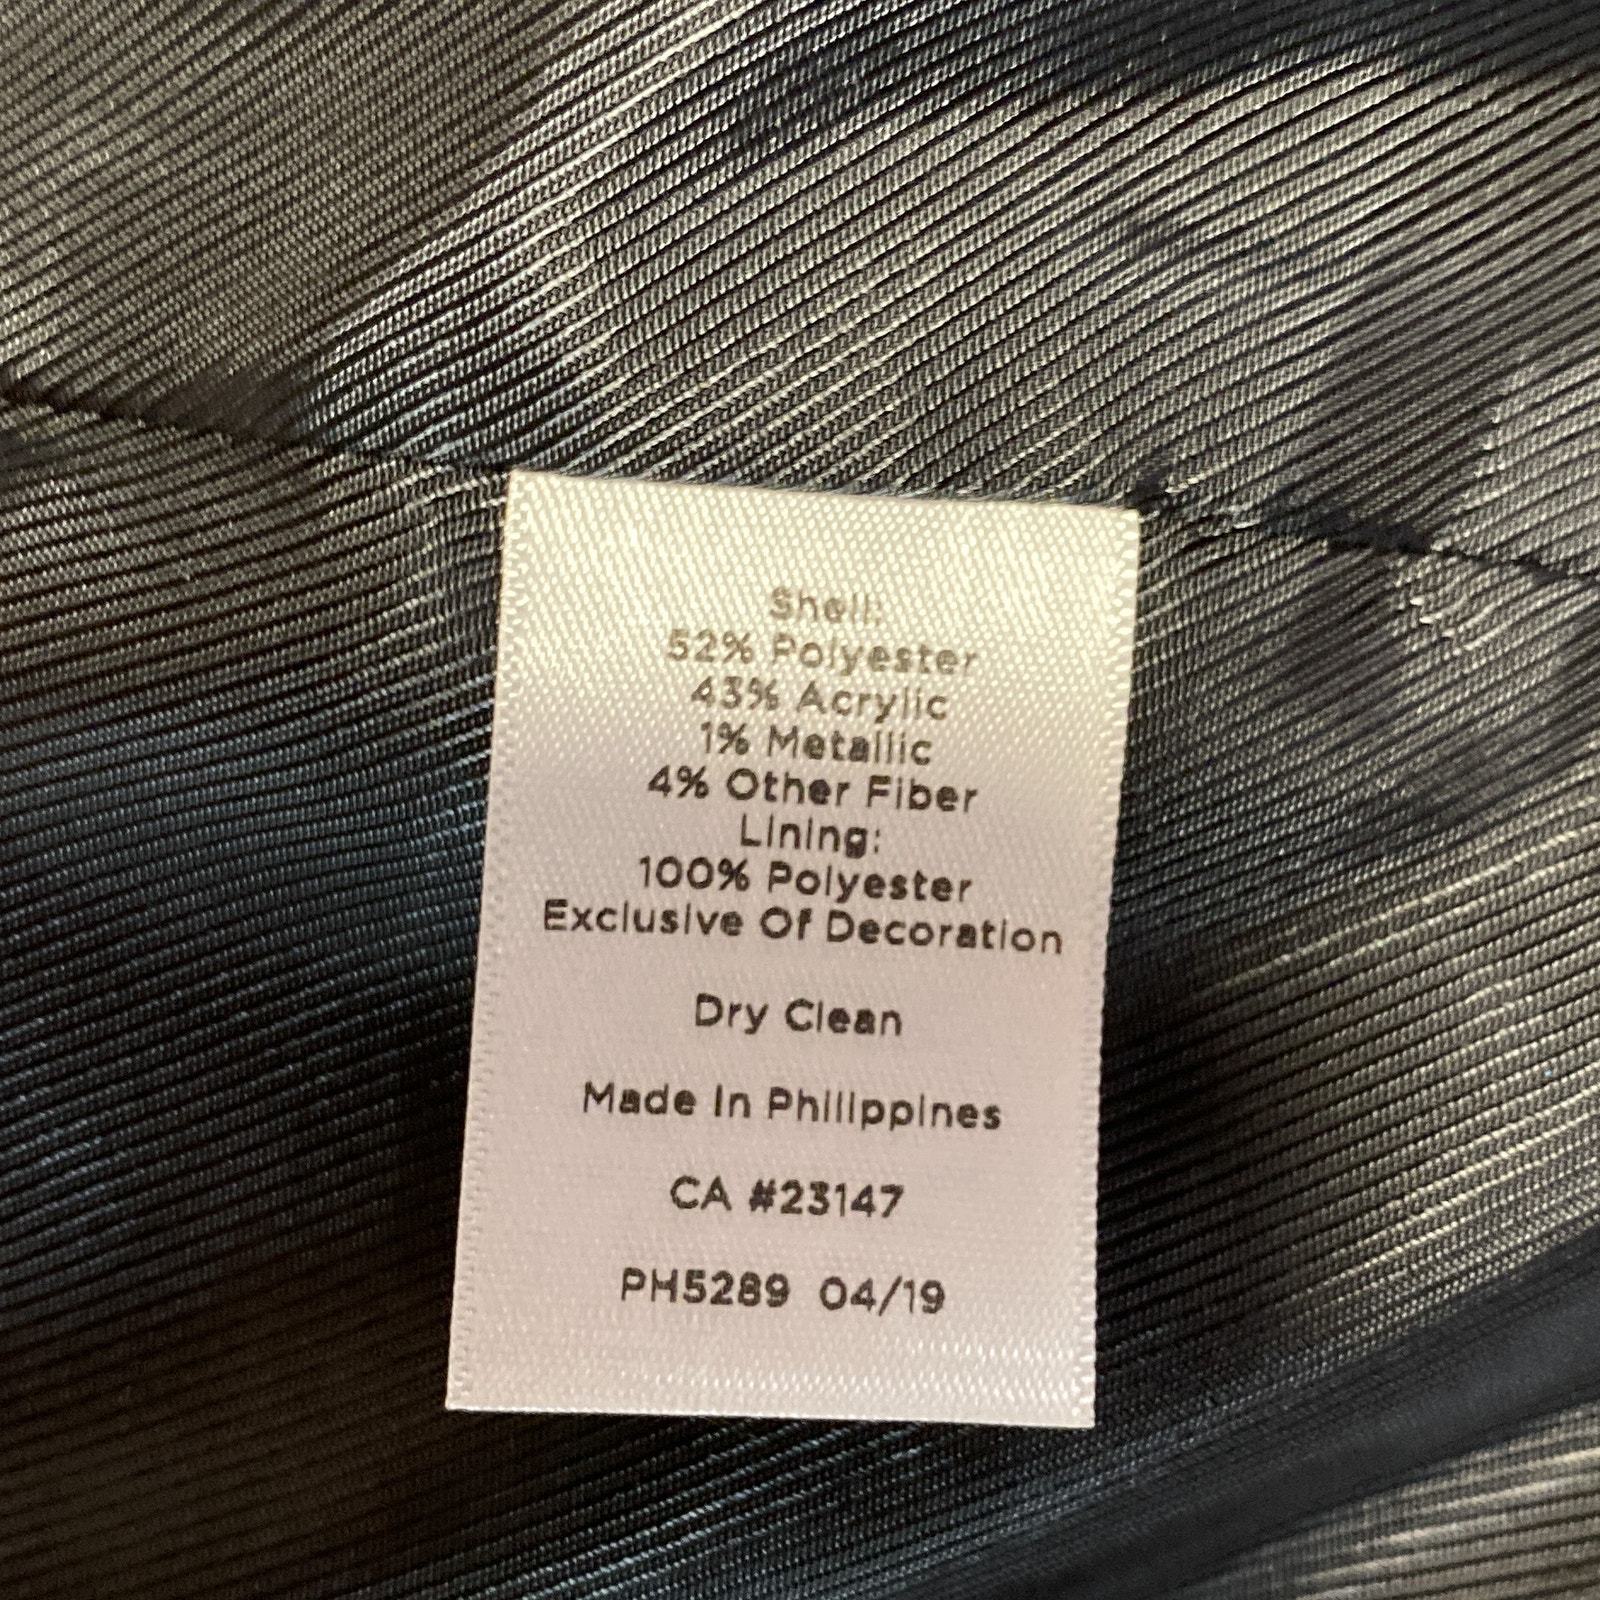 Shell:
52% Polyester
43% Acrylic
1% Metallic
4% Other Fiber
Lining:
100% Polyester
Exclusive Of Decoration
Dry Clean
Made In Philippines
CA #23147
PH5289 04/19